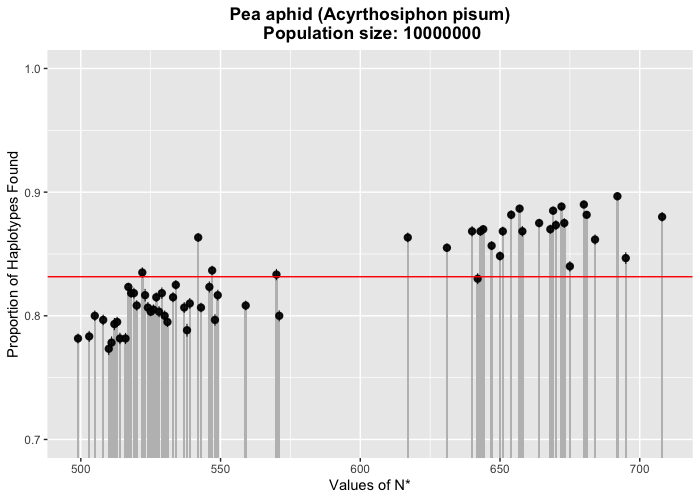 Pea aphid (Acyrthosiphon pisum)
Population size: 10000000
Proportion of Haplotypes Found
1.0
0.9
0.8
0.7
500 550 600 650 700
Values of N*